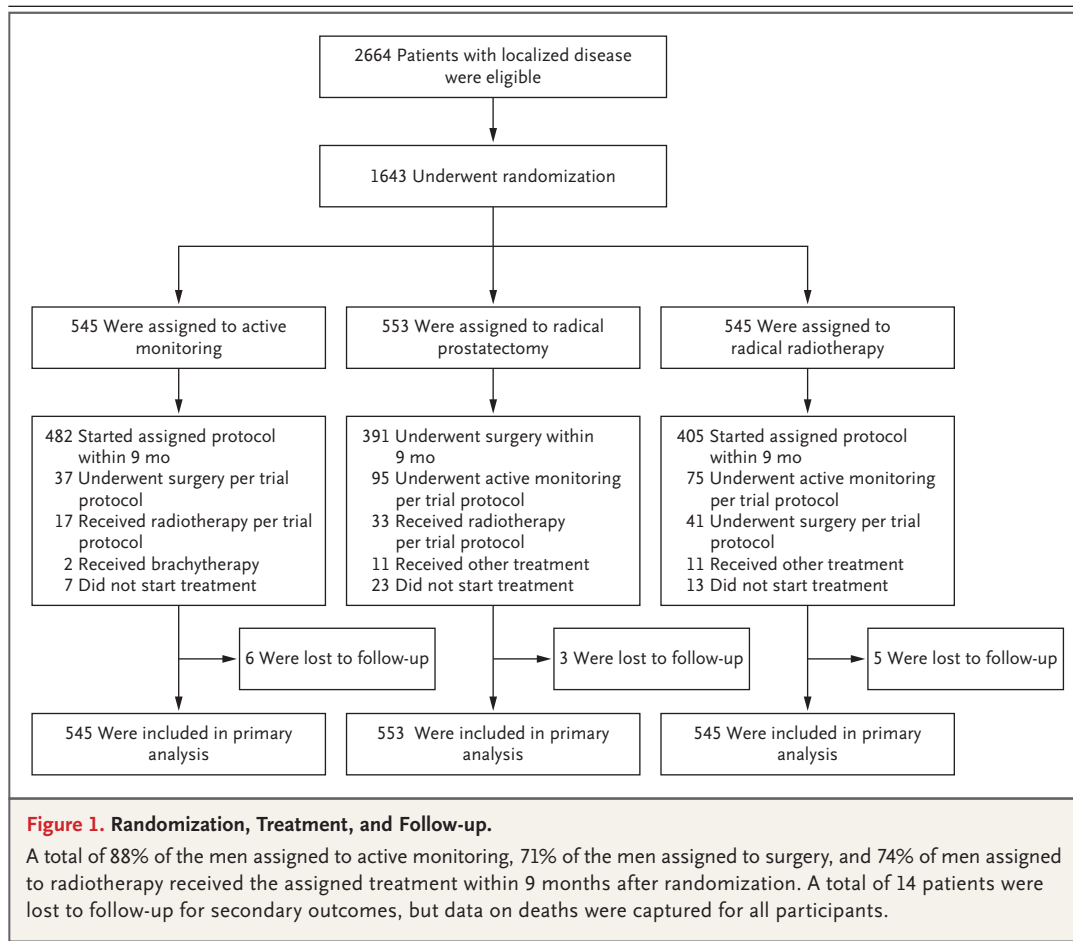 2664 Patients with localized disease
were eligible
1643 Underwent randomization
545 Were assigned to active
monitoring
553 Were assigned to radical
prostatectomy
545 Were assigned to
radical radiotherapy
482 Started assigned protocol
within 9 mo
37 Underwent surgery per trial
protocol
17 Received radiotherapy per trial
protocol
2 Received brachytherapy
7 Did not start treatment
391 Underwent surgery within
9 mo
95 Underwent active monitoring
per trial protocol
33 Received radiotherapy
per trial protocol
11 Received other treatment
23 Did not start treatment
405 Started assigned protocol
within 9 mo
75 Underwent active monitoring
per trial protocol
41 Underwent surgery per trial
protocol
11 Received other treatment
13 Did not start treatment
6 Were lost to follow-up
3 Were lost to follow-up
5 Were lost to follow-up
545 Were included in primary
analysis
553 Were included in primary
analysis
545 Were included in primary
analysis
Figure 1. Randomization, Treatment, and Follow-up.
A total of 88% of the men assigned to active monitoring, 71% of the men assigned to surgery, and 74% of men assigned
to radiotherapy received the assigned treatment within 9 months after randomization. A total of 14 patients were
lost to follow-up for secondary outcomes, but data on deaths were captured for all participants.